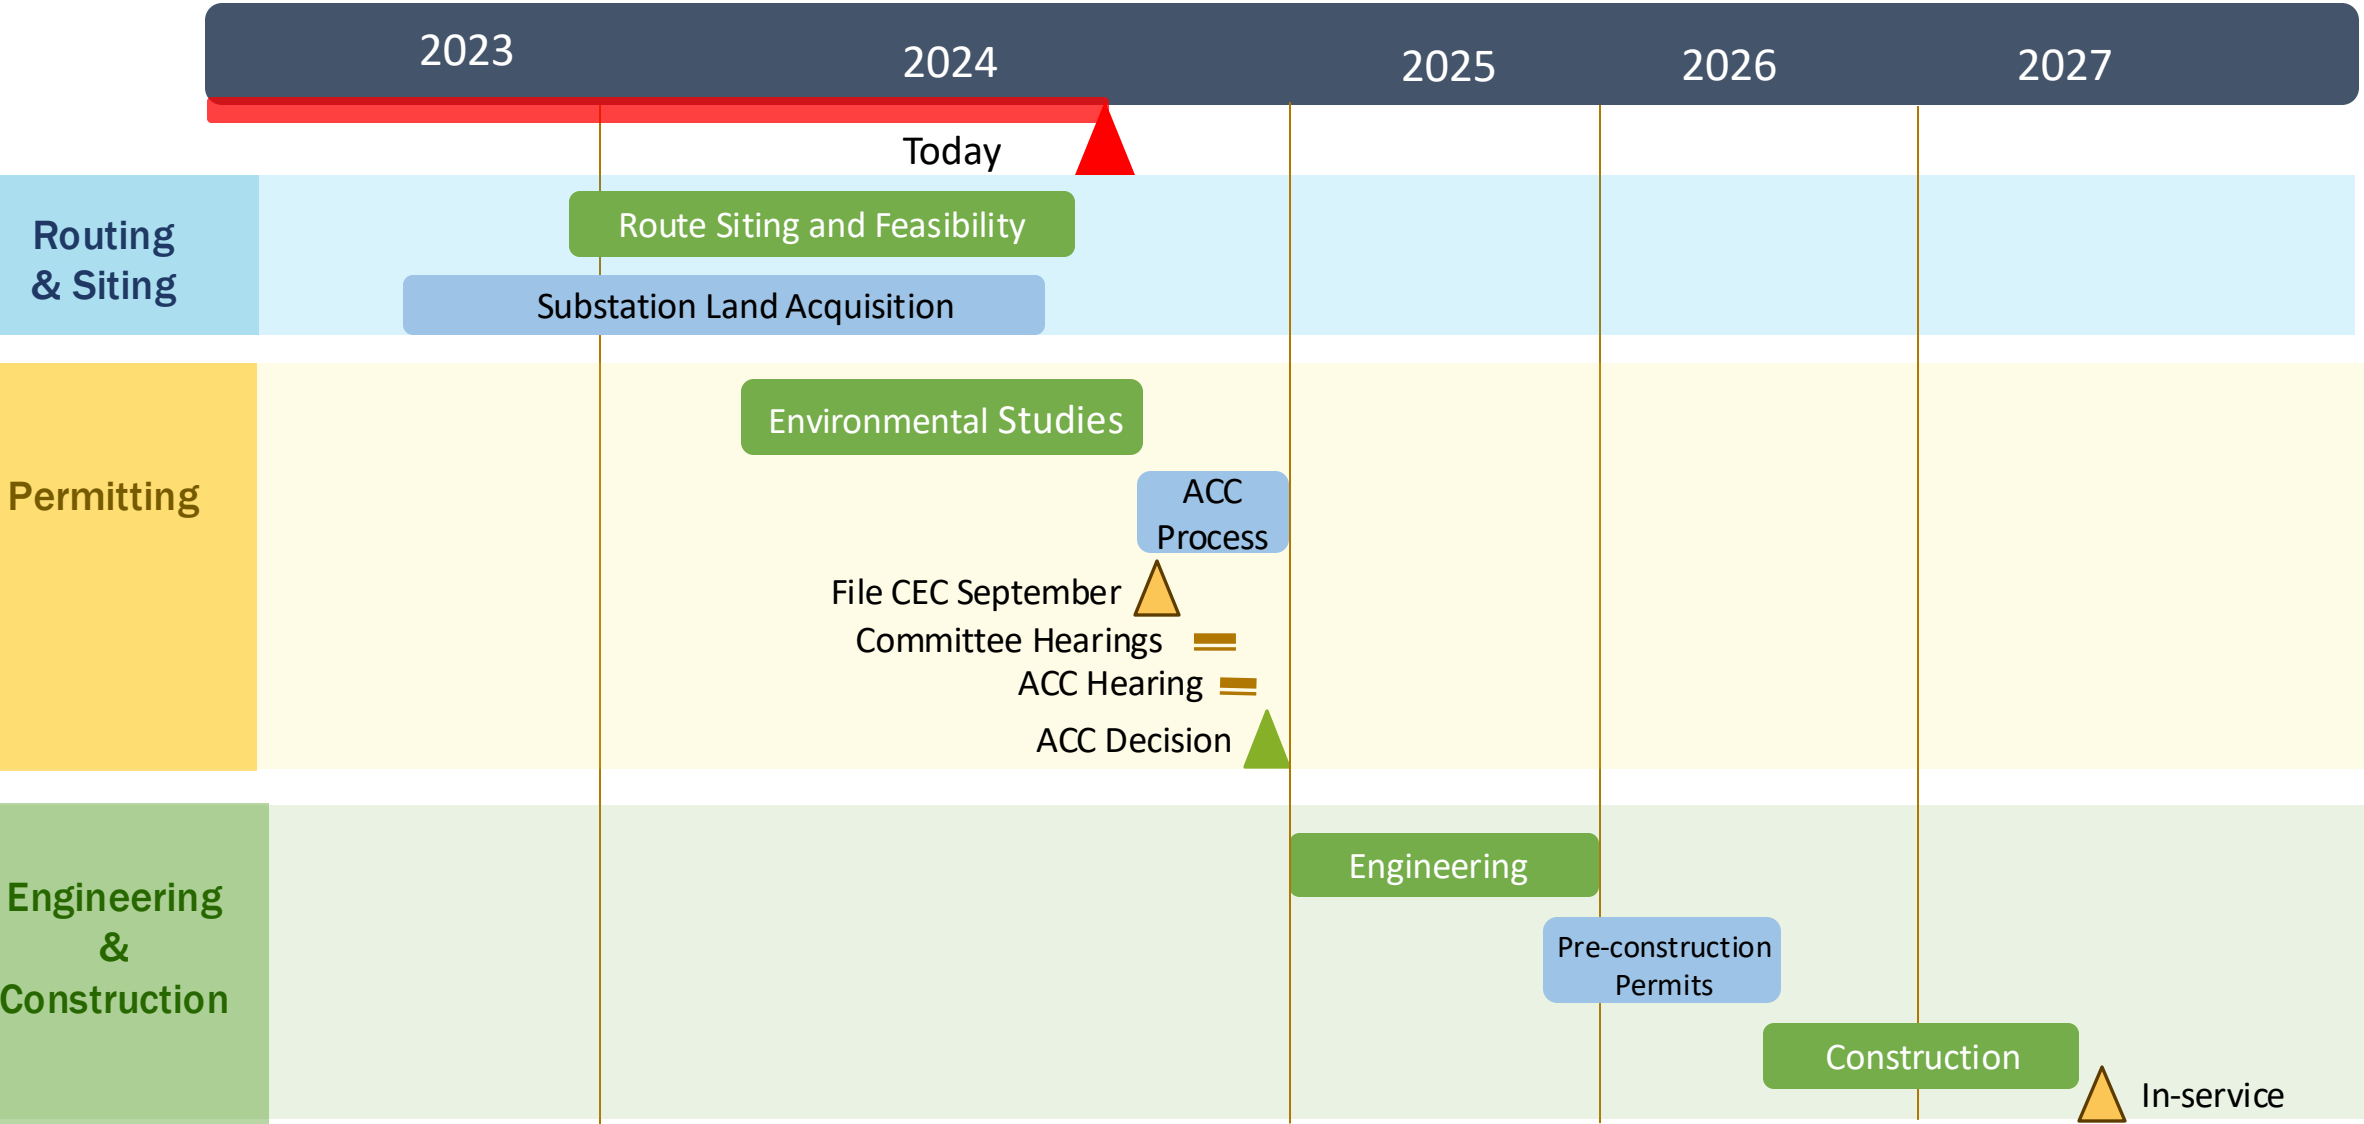 2023
2024
2025
2026
2027
Today
Routing
& Siting
Route Siting and Feasibility
Substation Land Acquisition
Permitting
Environmental Studies
ACC
Process
File CEC September
Committee Hearings
ACC Hearing
ACC Decision
Engineering
&
Construction
Engineering
Pre-construction
Permits
Construction
In-service